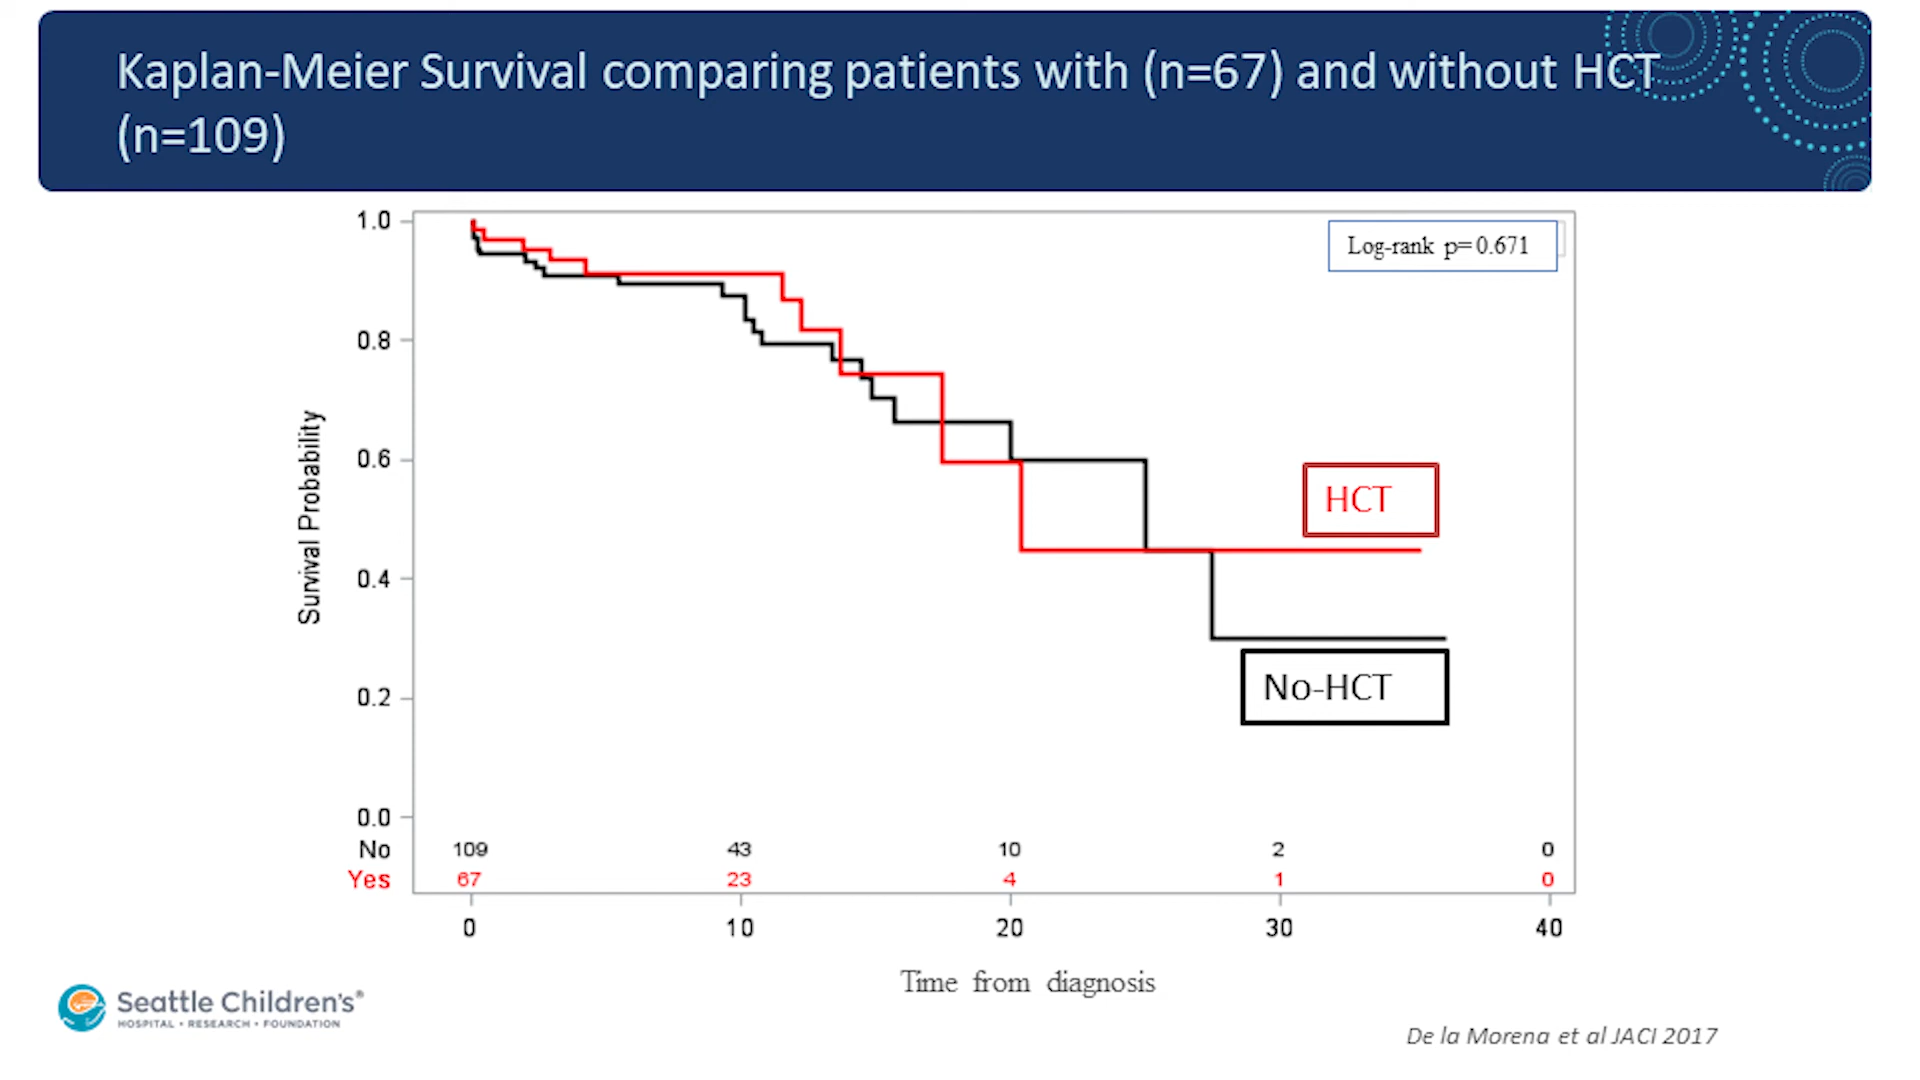 Kaplan-Meier Survival comparing patients with (n=67) and without HCT
(n=109)
Log-rank p=0.671
1.0
0.8
0.6
0.4
0.2
0.0
Survival Probability
HCT
No-HCT
No 109 43 10 2 0
Yes 67 23 4 1 0
0 10 20 30 40
Time from diagnosis
Seattle Children's®
HOSPITAL • RESEARCH • FOUNDATION
De la Morena et al JACI 2017